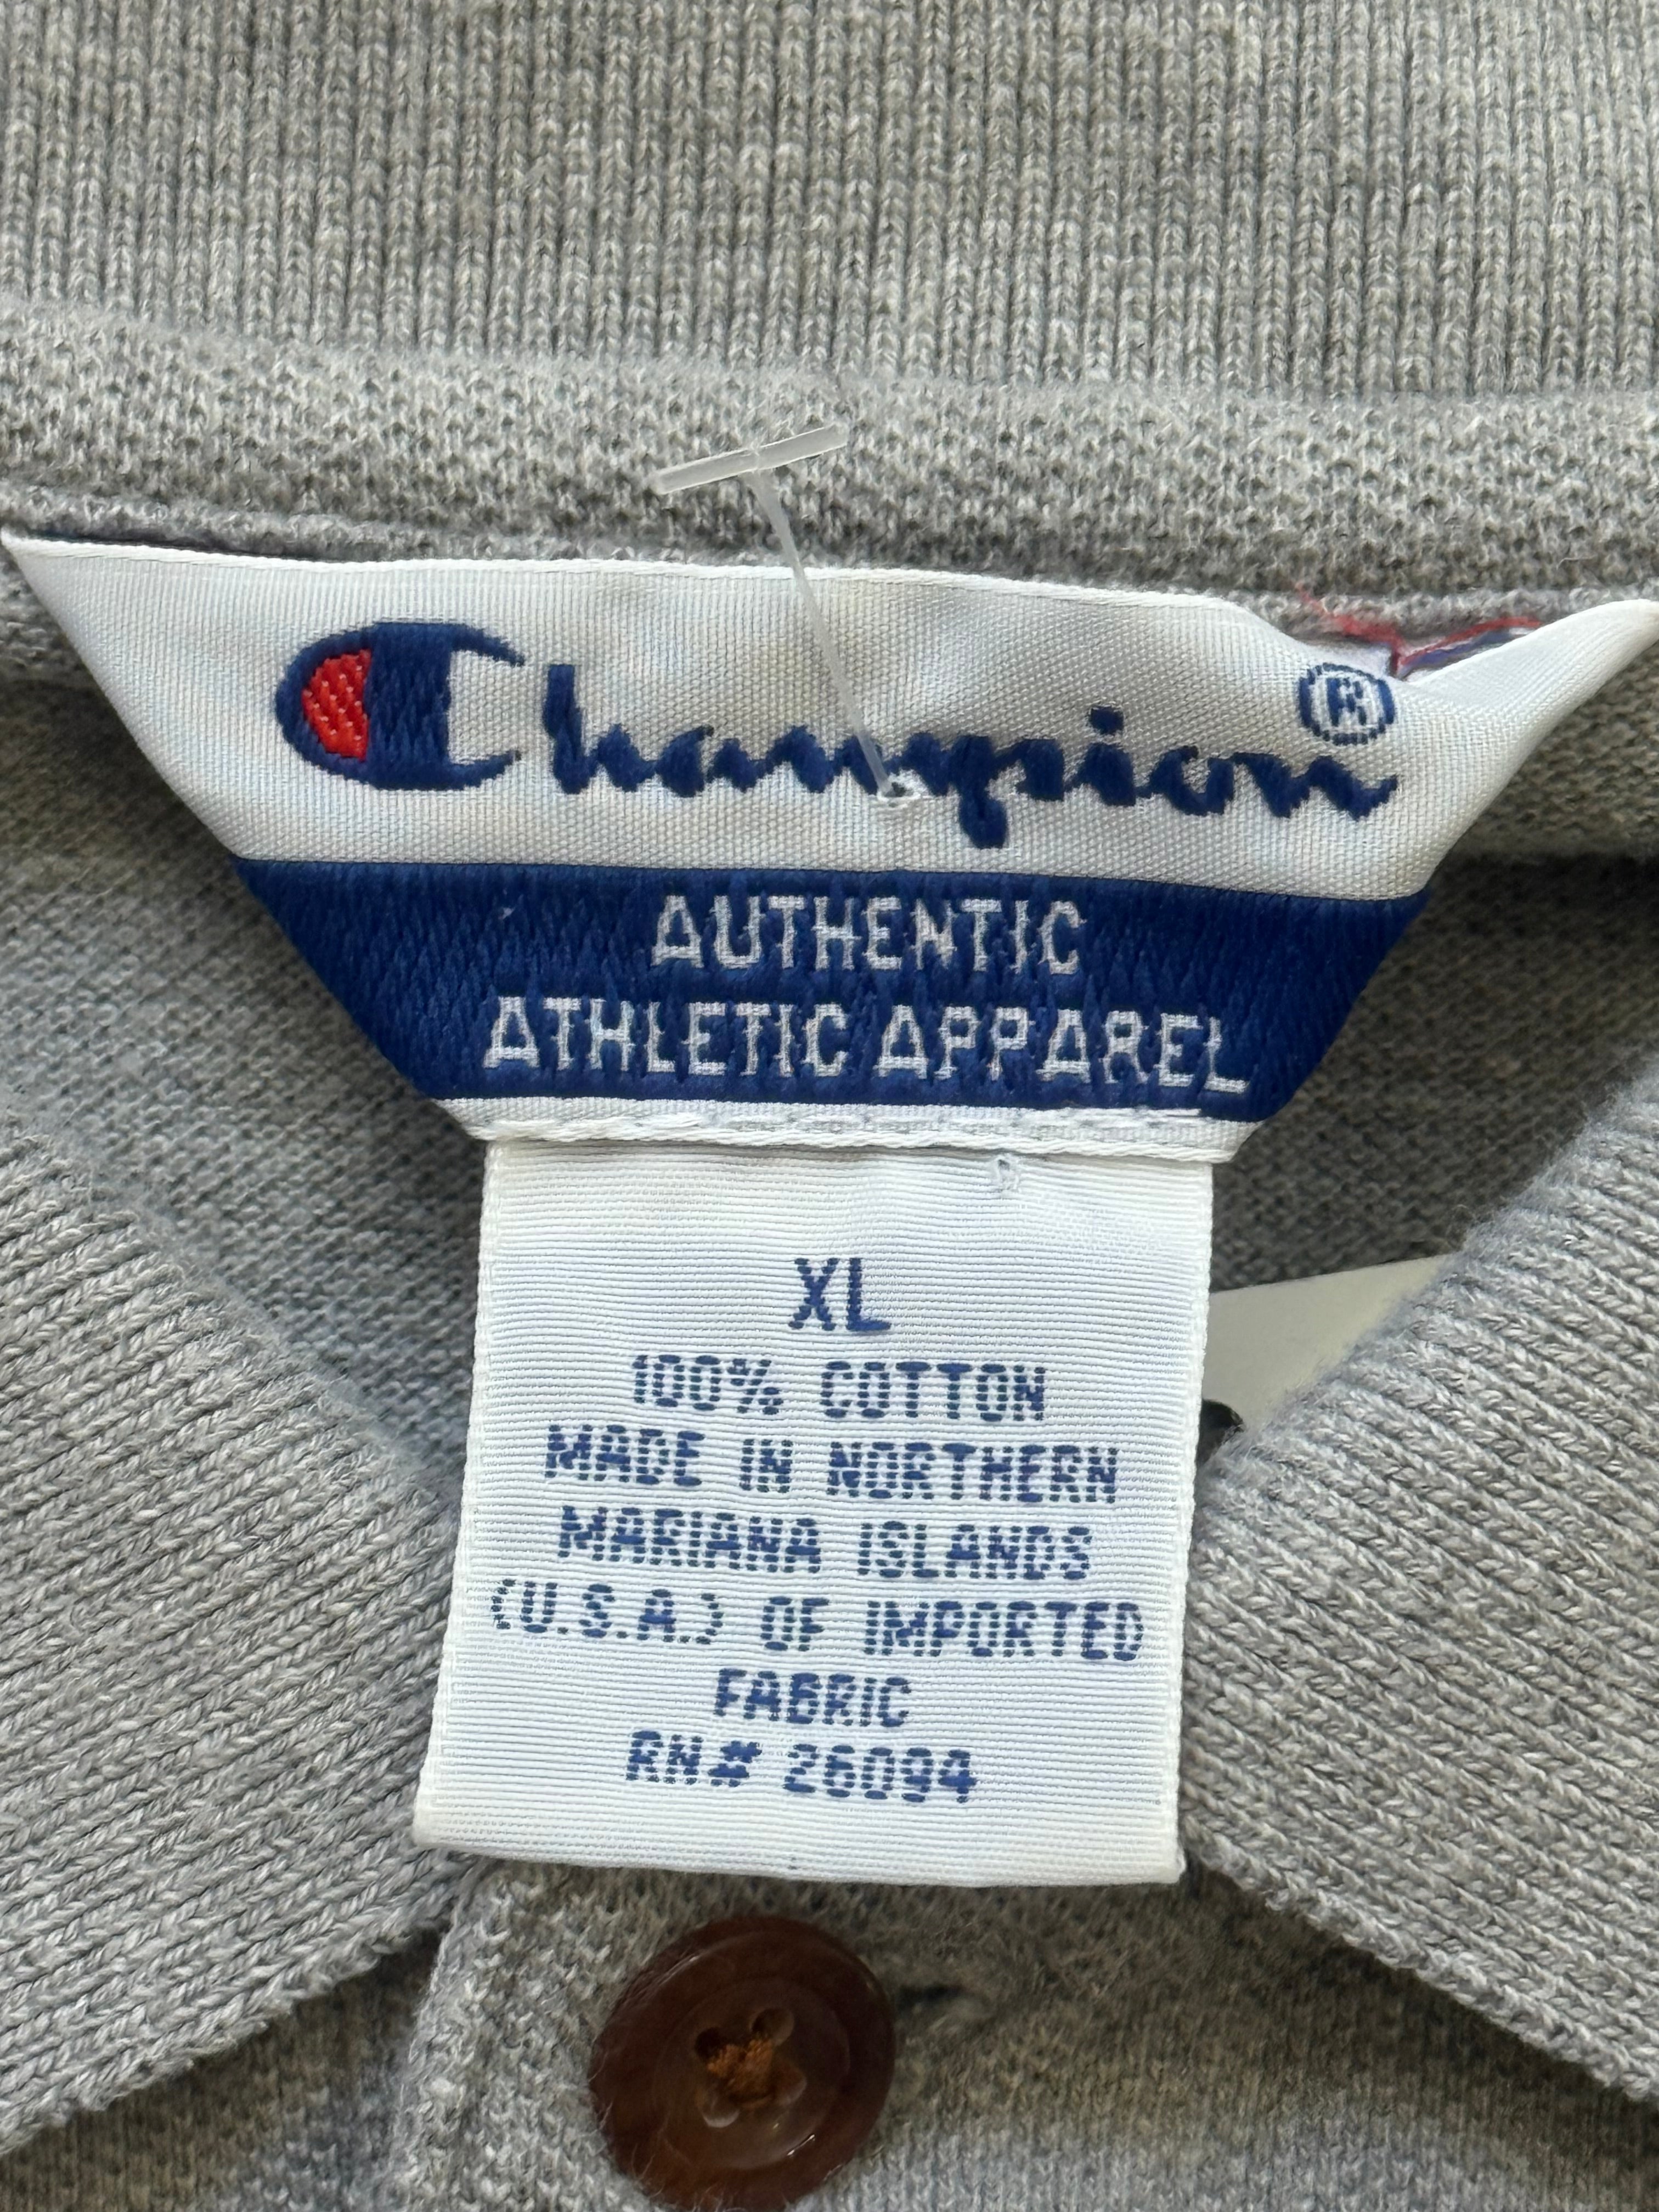 Champion®
AUTHENTIC
ATHLETIC APPAREL
XL
100% COTTON
MADE IN NORTHERN
MARIANA ISLANDS
(U.S.A.) OF IMPORTED
FABRIC
RN# 26094